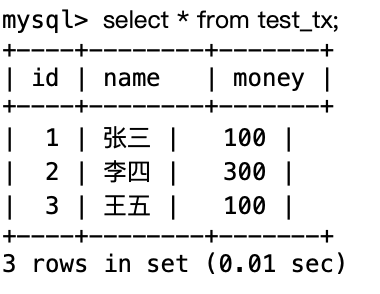 mysql> select * from test_tx;
+----+--------+-------+
| id | name   | money |
+----+--------+-------+
|  1 | 张三 |   100 |
|  2 | 李四 |   300 |
|  3 | 王五 |   100 |
+----+--------+-------+
3 rows in set (0.01 sec)